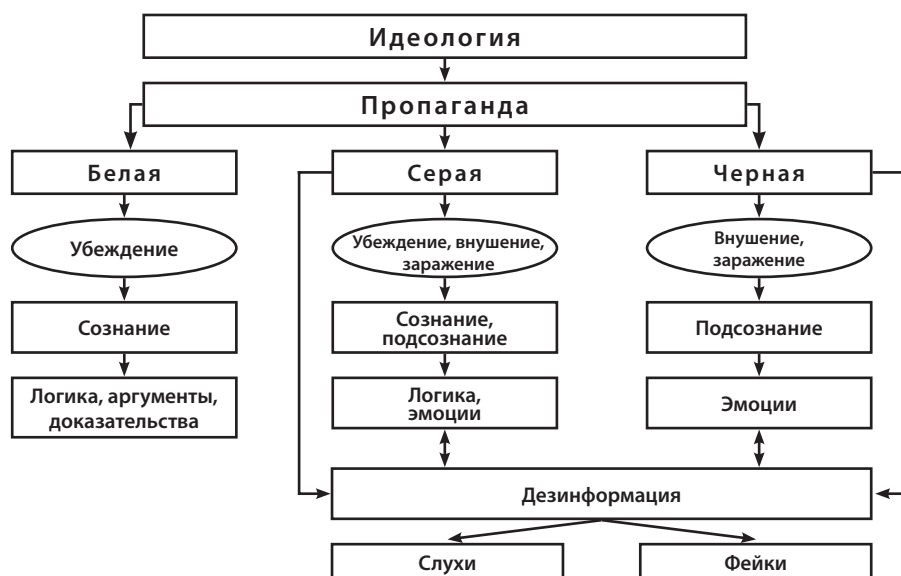 Идеология
Пропаганда
Белая
Серая
Черная
Убеждение
Убеждение, внушение,
заражение
Внушение,
заражение
Сознание
Сознание,
подсознание
Подсознание
Логика, аргументы,
доказательства
Логика,
эмоции
Эмоции
Дезинформация
Слухи
Фейки